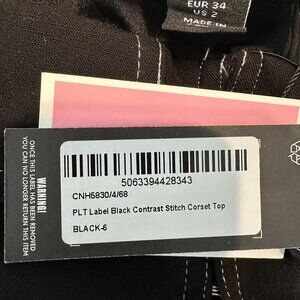 EUR 34
US 2
MADE IN
WARNING!
ONCE THIS LABEL HAS BEEN REMOVED
YOU CAN NO LONGER RETURN THIS ITEM
5063394428343
CNH5830/4/68
PLT Label Black Contrast Stitch Corset Top
BLACK-6